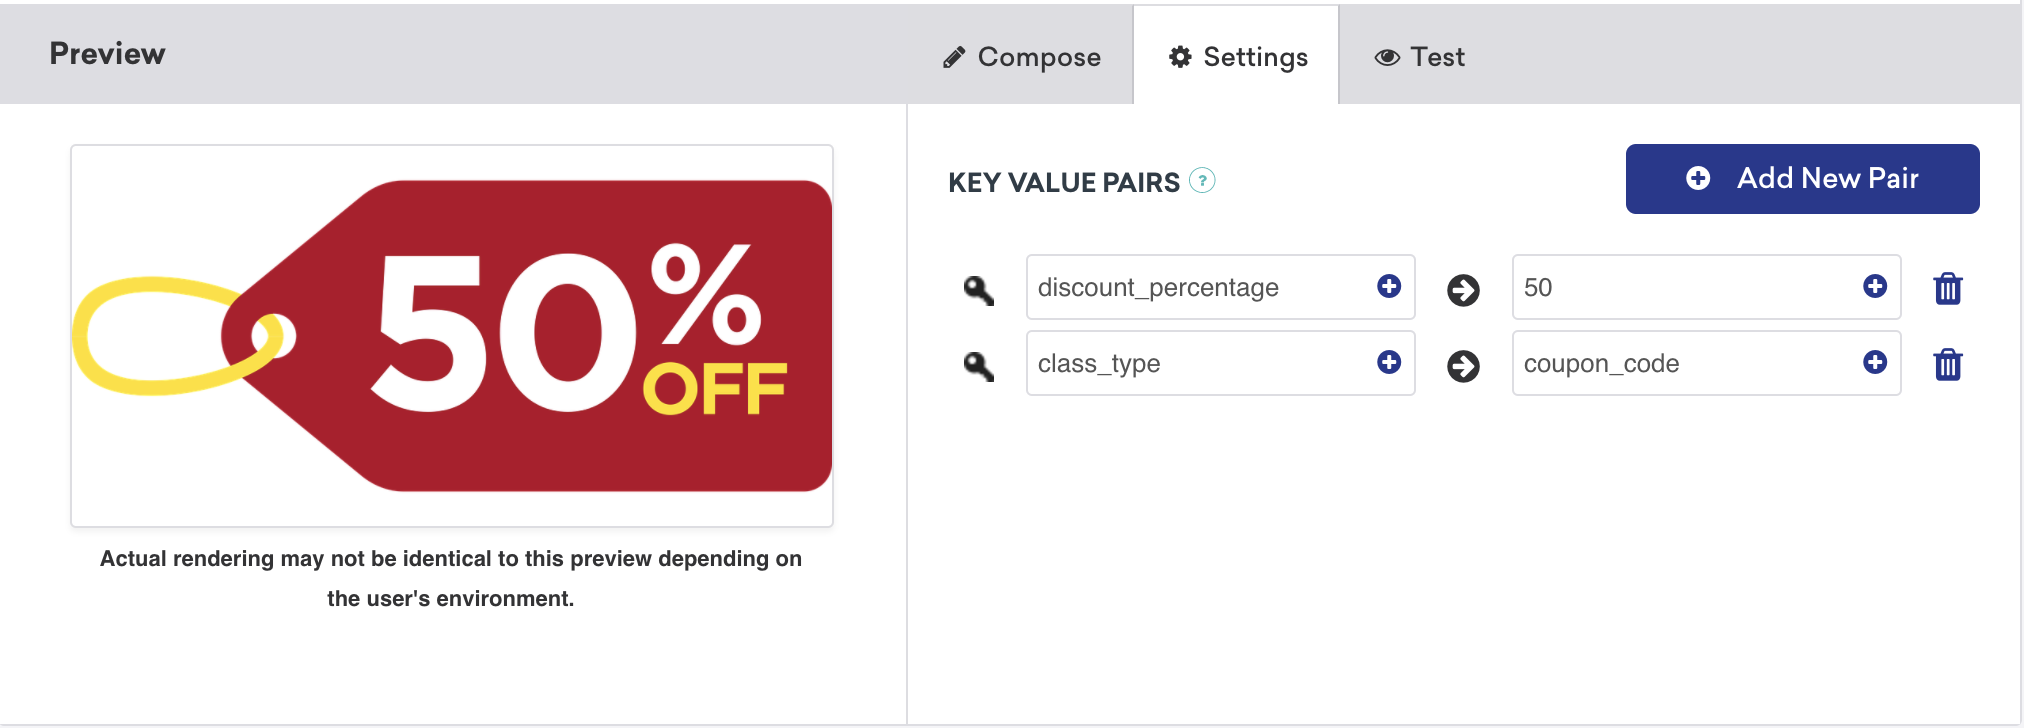 Preview
Compose
Settings
Test
50%
OFF
Actual rendering may not be identical to this preview depending on
the user's environment.
KEY VALUE PAIRS ?
Add New Pair
discount_percentage
50
class_type
coupon_code